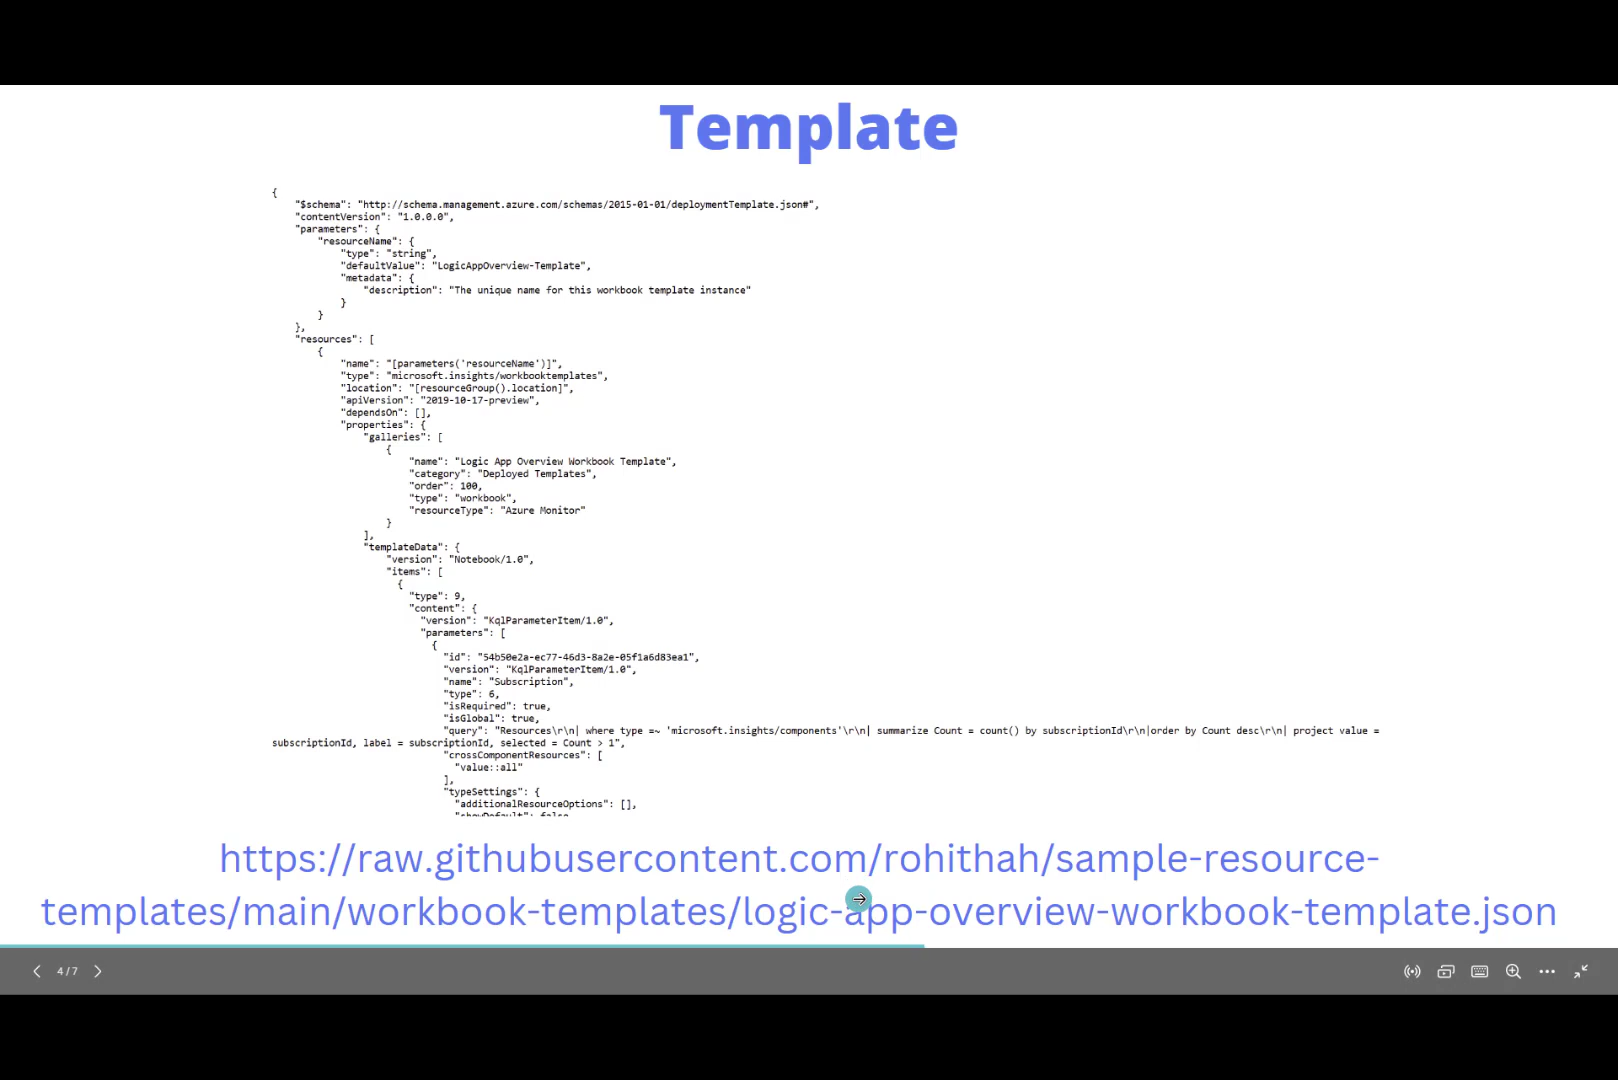 Template
{
"$schema": "http://schema.management.azure.com/schemas/2015-01-01/deploymentTemplate.json#",
"contentVersion": "1.0.0.0",
"parameters": {
"resourceName": {
"type": "string",
"defaultValue": "LogicAppOverview-Template",
"metadata": {
"description": "The unique name for this workbook template instance"
}
}
},
"resources": [
{
"name": "[parameters('resourceName')]",
"type": "microsoft.insights/workbooktemplates",
"location": "[resourceGroup().location]",
"apiVersion": "2019-10-17-preview",
"dependsOn": [],
"properties": {
"galleries": [
{
"name": "Logic App Overview Workbook Template",
"category": "Deployed Templates",
"order": 100,
"type": "workbook",
"resourceType": "Azure Monitor"
}
],
"templateData": {
"version": "Notebook/1.0",
"items": [
{
"type": 9,
"content": {
"version": "KqlParameterItem/1.0",
"parameters": [
{
"id": "54b50e2a-ec77-46d3-8a2e-05f1a6d83ea1",
"version": "KqlParameterItem/1.0",
"name": "Subscription",
"type": 6,
"isRequired": true,
"isGlobal": true,
"query": "Resources\r\n| where type =~ 'microsoft.insights/components'\r\n| summarize Count = count() by subscriptionId\r\n|order by Count desc\r\n| project value =
subscriptionId, label = subscriptionId, selected = Count > 1",
"crossComponentResources": [
"value::all"
],
"typeSettings": {
"additionalResourceOptions": [],
"showDefault": false
https://raw.githubusercontent.com/rohithah/sample-resource-
templates/main/workbook-templates/logic-app-overview-workbook-template.json
4/7